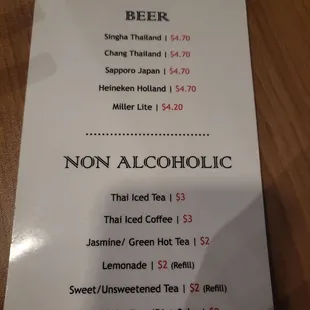 BEER
Singha Thailand | $4.70
Chang Thailand | $4.70
Sapporo Japan | $4.70
Heineken Holland | $4.70
Miller Lite | $4.20
NON ALCOHOLIC
Thai Iced Tea | $3
Thai Iced Coffee | $3
Jasmine/ Green Hot Tea | $2
Lemonade | $2 (Refill)
Sweet/Unsweetened Tea | $2 (Refill)